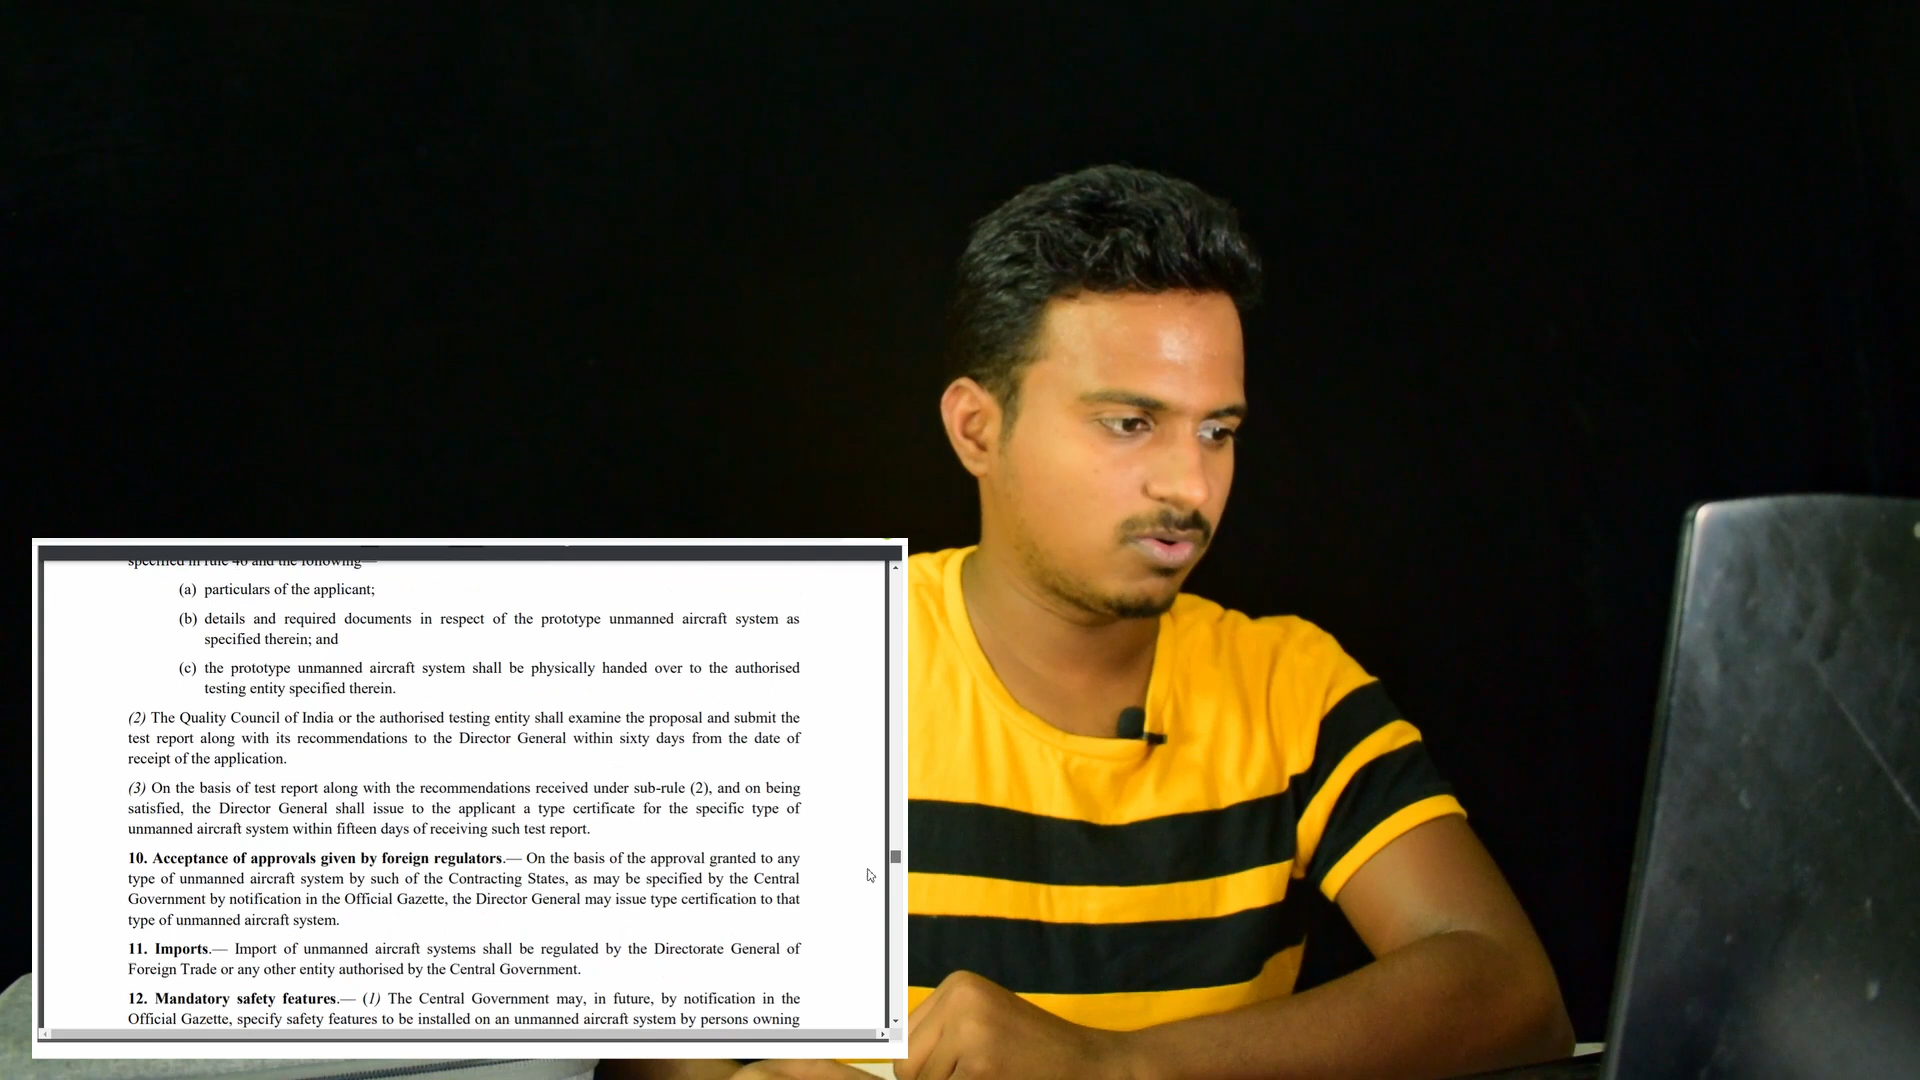 specified in rule 46 and the following—
(a) particulars of the applicant;
(b) details and required documents in respect of the prototype unmanned aircraft system as
specified therein; and
(c) the prototype unmanned aircraft system shall be physically handed over to the authorised
testing entity specified therein.
(2) The Quality Council of India or the authorised testing entity shall examine the proposal and submit the
test report along with its recommendations to the Director General within sixty days from the date of
receipt of the application.
(3) On the basis of test report along with the recommendations received under sub-rule (2), and on being
satisfied, the Director General shall issue to the applicant a type certificate for the specific type of
unmanned aircraft system within fifteen days of receiving such test report.
10. Acceptance of approvals given by foreign regulators.— On the basis of the approval granted to any
type of unmanned aircraft system by such of the Contracting States, as may be specified by the Central
Government by notification in the Official Gazette, the Director General may issue type certification to that
type of unmanned aircraft system.
11. Imports.— Import of unmanned aircraft systems shall be regulated by the Directorate General of
Foreign Trade or any other entity authorised by the Central Government.
12. Mandatory safety features.— (1) The Central Government may, in future, by notification in the
Official Gazette, specify safety features to be installed on an unmanned aircraft system by persons owning